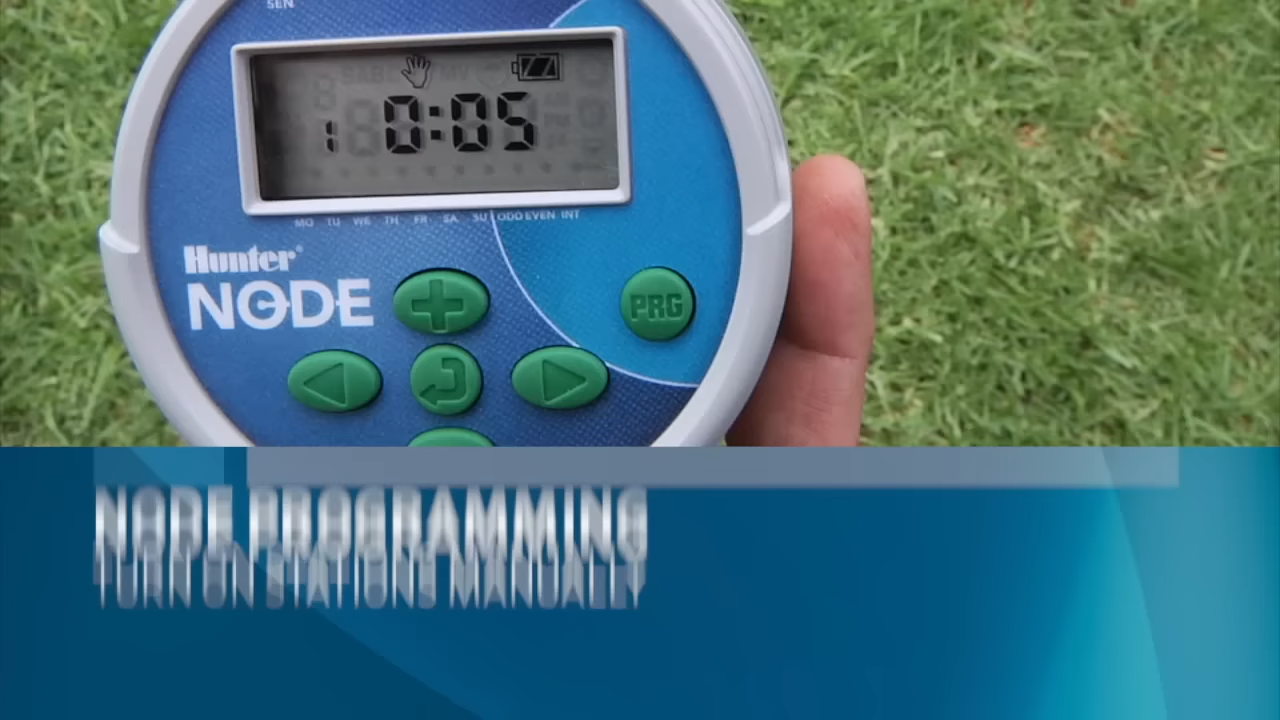 SEN
1 0:05
MO TU WE TH FR SA SU ODD EVEN INT
Hunter®
NODE
PRG
NODE PROGRAMMING
TURN ON STATIONS MANUALLY